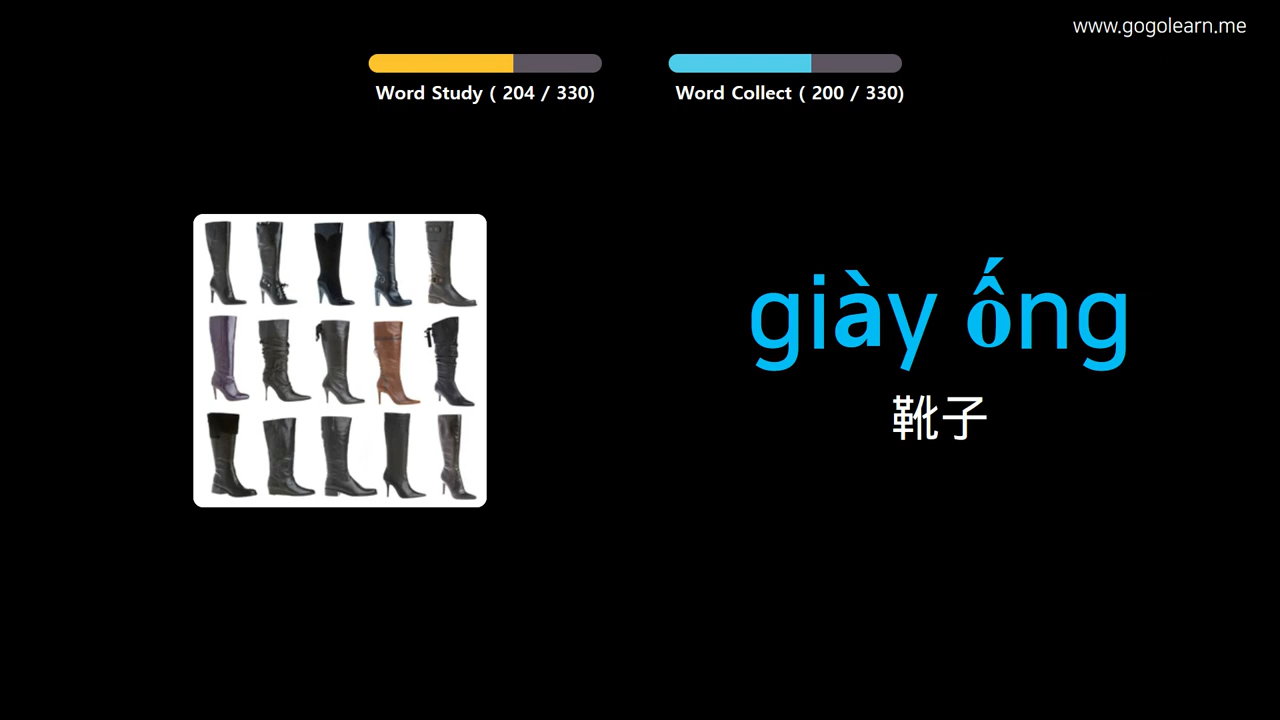 www.gogolearn.me
Word Study ( 204 / 330)
Word Collect ( 200 / 330)
giày ống
靴子